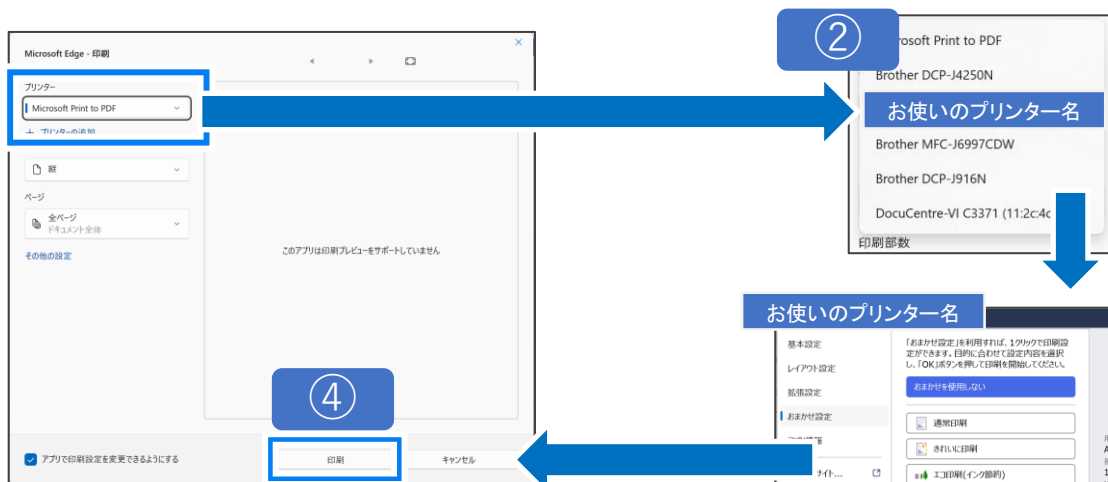 Microsoft Edge - 印刷
プリンター
Microsoft Print to PDF
＋ プリンターの追加
縦
ページ
全ページ
ドキュメント全体
その他の設定
このアプリは印刷プレビューをサポートしていません
アプリで印刷設定を変更できるようにする
④
印刷
キャンセル
②
rosoft Print to PDF
Brother DCP-J4250N
お使いのプリンター名
Brother MFC-J6997CDW
Brother DCP-J916N
DocuCentre-VI C3371 (11:2c:4c
印刷部数
お使いのプリンター名
基本設定
レイアウト設定
拡張設定
おまかせ設定
「おまかせ設定」を利用すれば、1クリックで印刷設
定ができます。目的に合わせて設定内容を選択
し、「OK」ボタンを押して印刷を開始してください。
おまかせを使用しない
通常印刷
きれいに印刷
エコ印刷(インク節約)